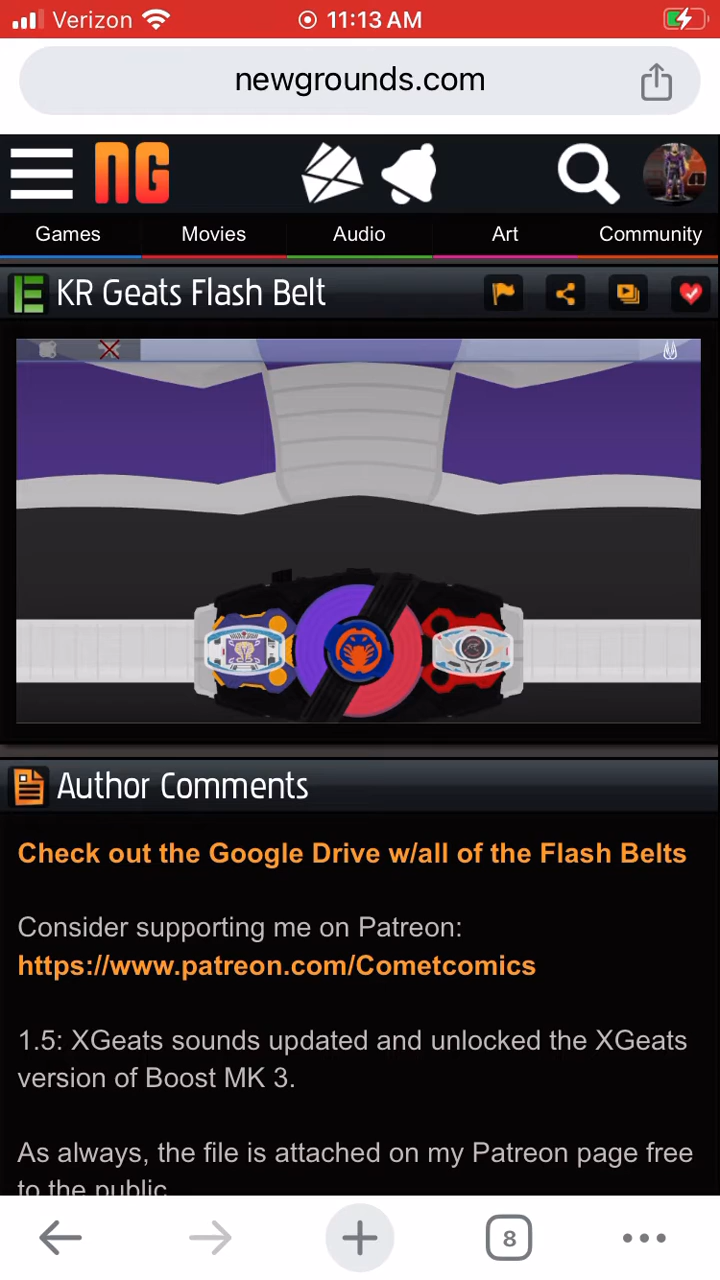 Verizon 11:13 AM
newgrounds.com
NG
Games Movies Audio Art Community
E KR Geats Flash Belt
Author Comments
Check out the Google Drive w/all of the Flash Belts
Consider supporting me on Patreon:
https://www.patreon.com/Cometcomics
1.5: XGeats sounds updated and unlocked the XGeats
version of Boost MK 3.
As always, the file is attached on my Patreon page free
to the public
8